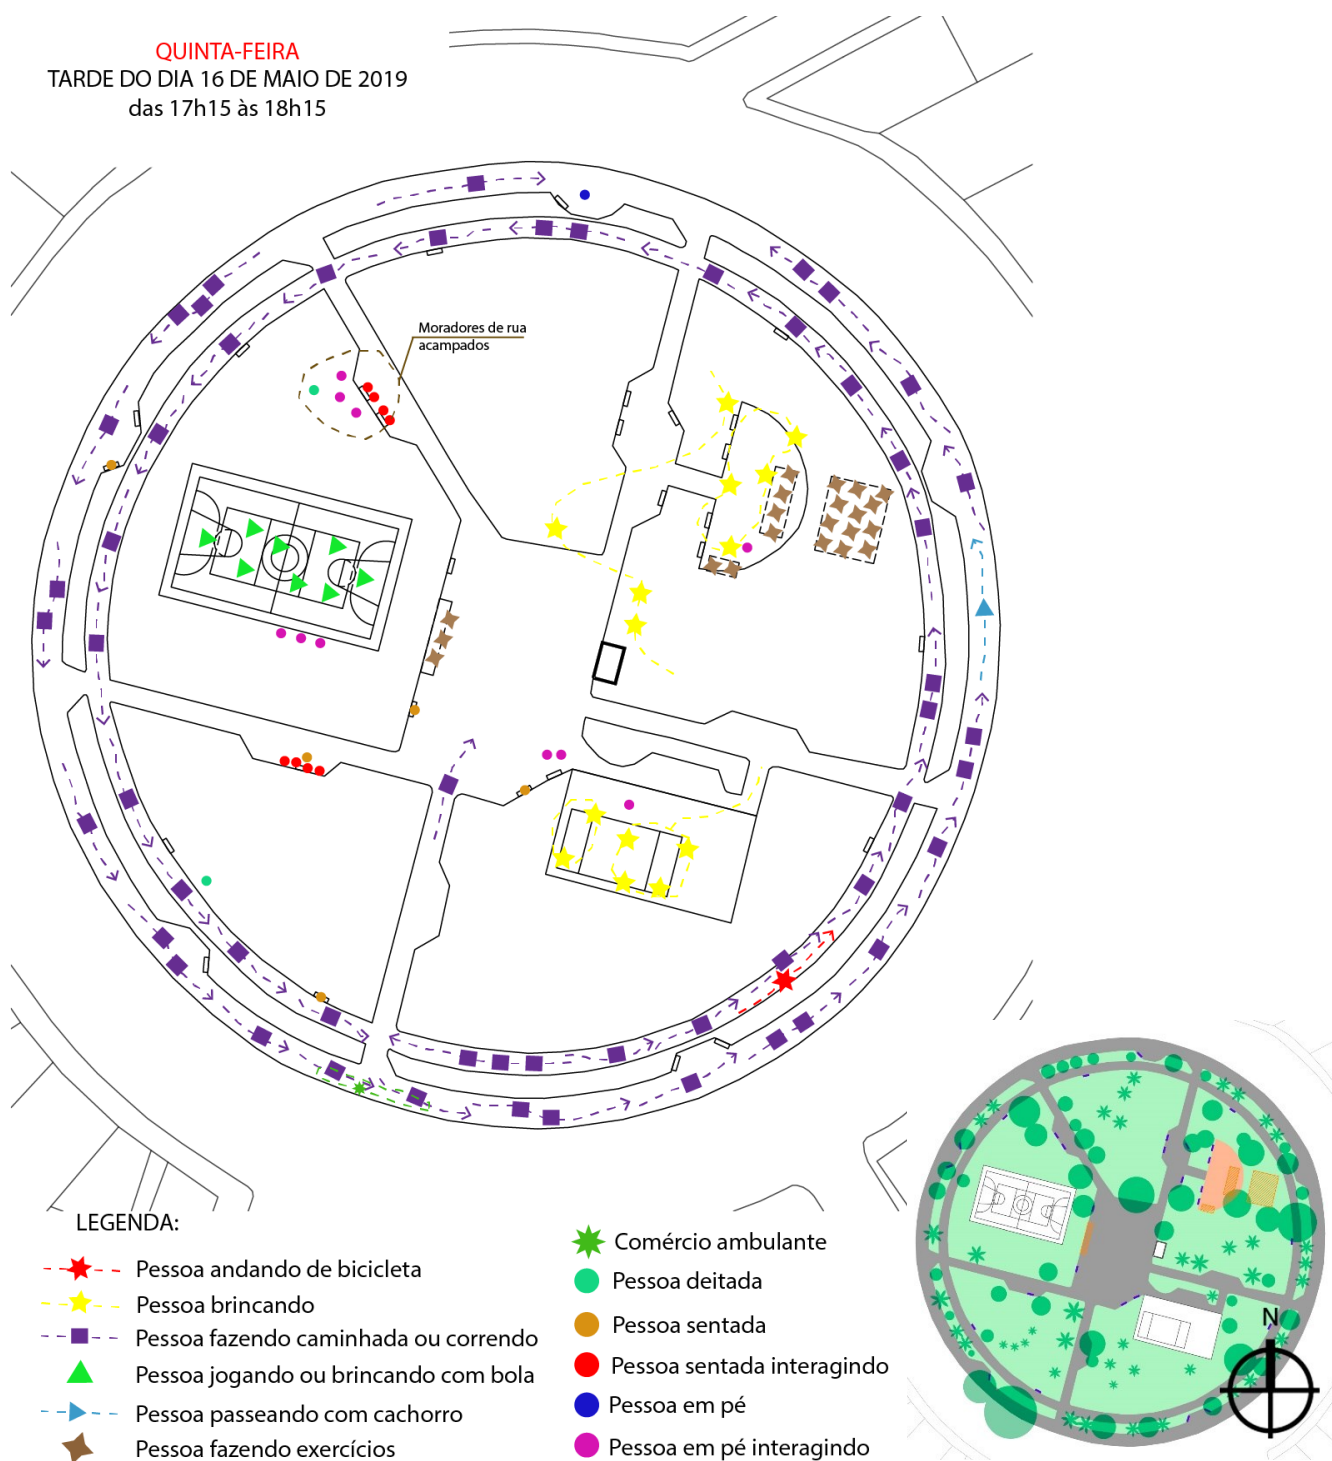 QUINTA-FEIRA
TARDE DO DIA 16 DE MAIO DE 2019
das 17h15 às 18h15
Moradores de rua
acampados
LEGENDA:
Pessoa andando de bicicleta
Pessoa brincando
Pessoa fazendo caminhada ou correndo
Pessoa jogando ou brincando com bola
Pessoa passeando com cachorro
Pessoa fazendo exercícios
Comércio ambulante
Pessoa deitada
Pessoa sentada
Pessoa sentada interagindo
Pessoa em pé
Pessoa em pé interagindo
N